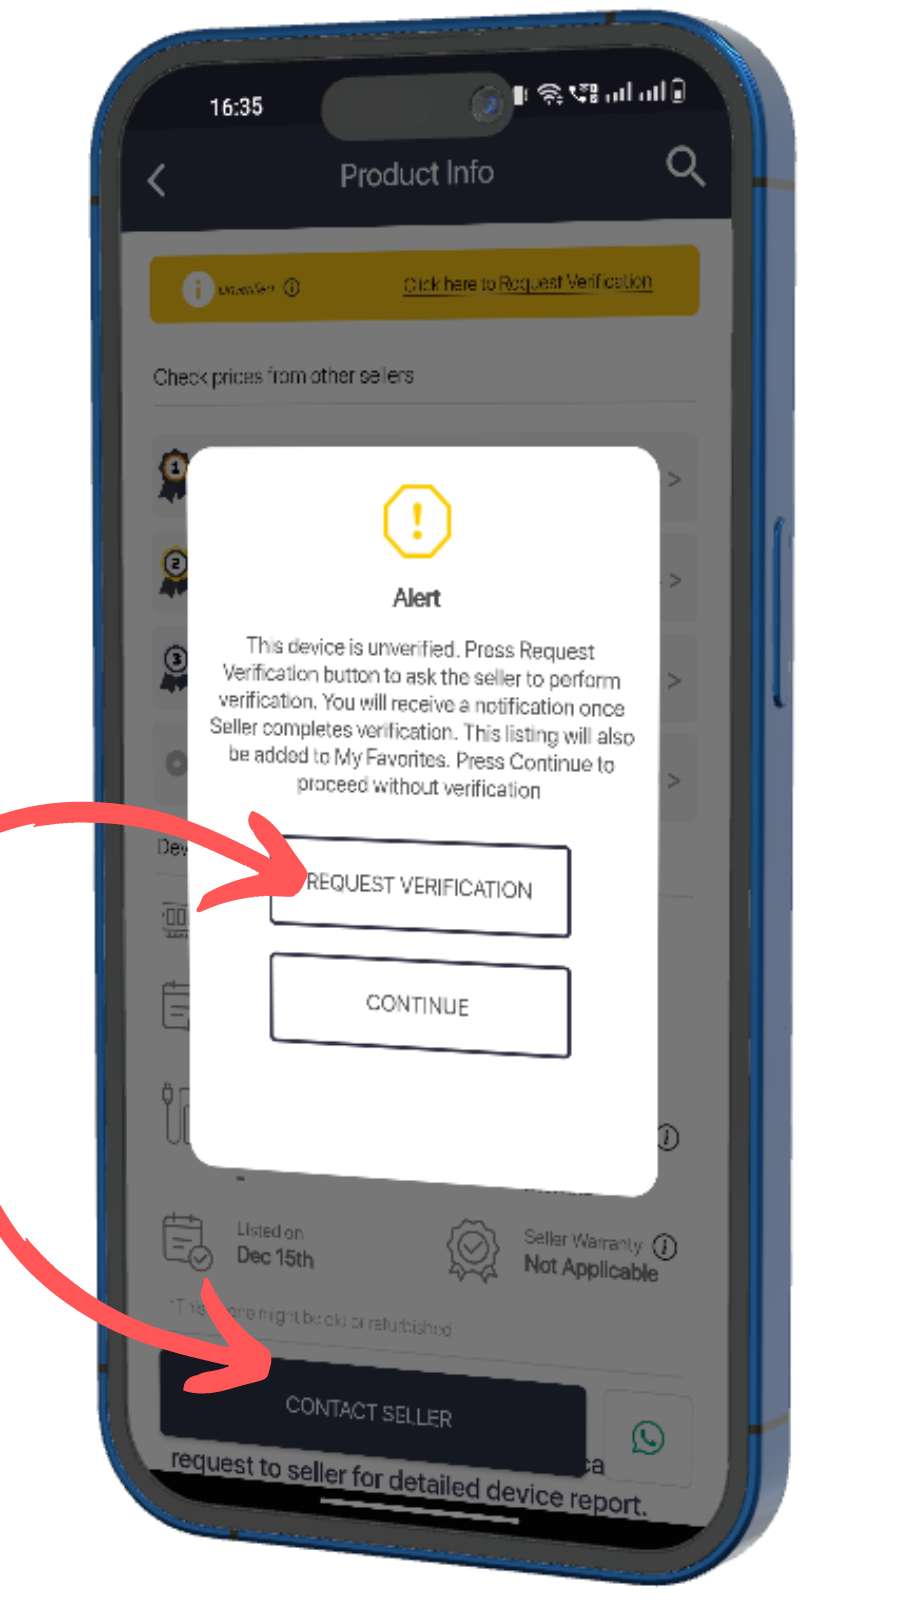 16:35
Product Info
Unverified
Click here to Request Verification
Check prices from other sellers
1
2
3
Alert
This device is unverified. Press Request
Verification button to ask the seller to perform
verification. You will receive a notification once
Seller completes verification. This listing will also
be added to My Favorites. Press Continue to
proceed without verification
REQUEST VERIFICATION
CONTINUE
Listed on
Dec 15th
Seller Warranty
Not Applicable
might be old or refurbished
CONTACT SELLER
request to seller for detailed device report.